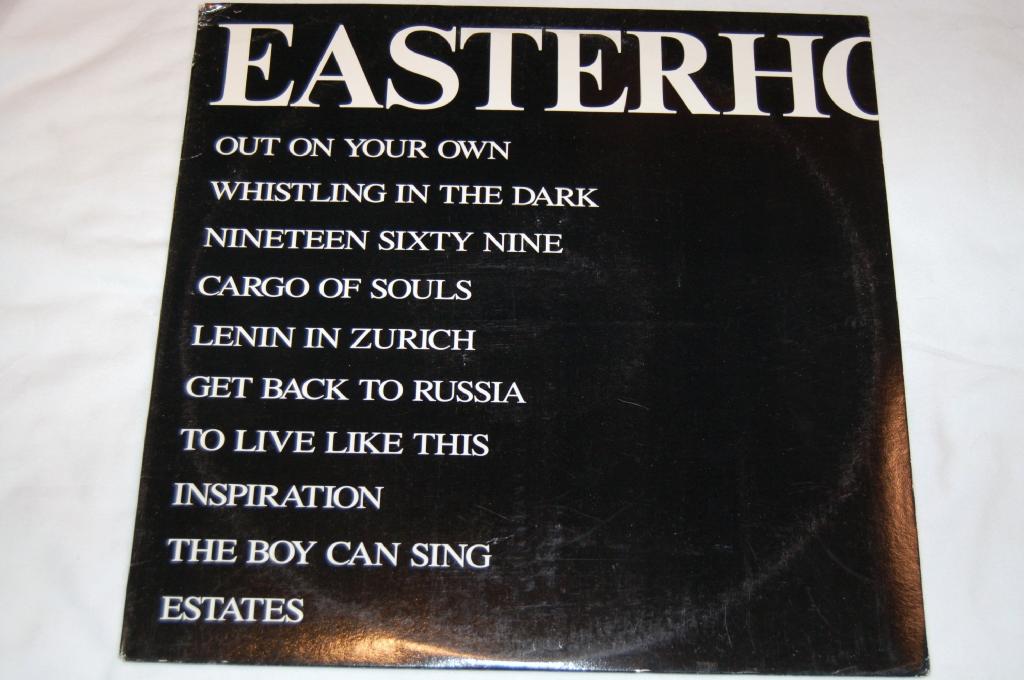 EASTERHO
OUT ON YOUR OWN
WHISTLING IN THE DARK
NINETEEN SIXTY NINE
CARGO OF SOULS
LENIN IN ZURICH
GET BACK TO RUSSIA
TO LIVE LIKE THIS
INSPIRATION
THE BOY CAN SING
ESTATES